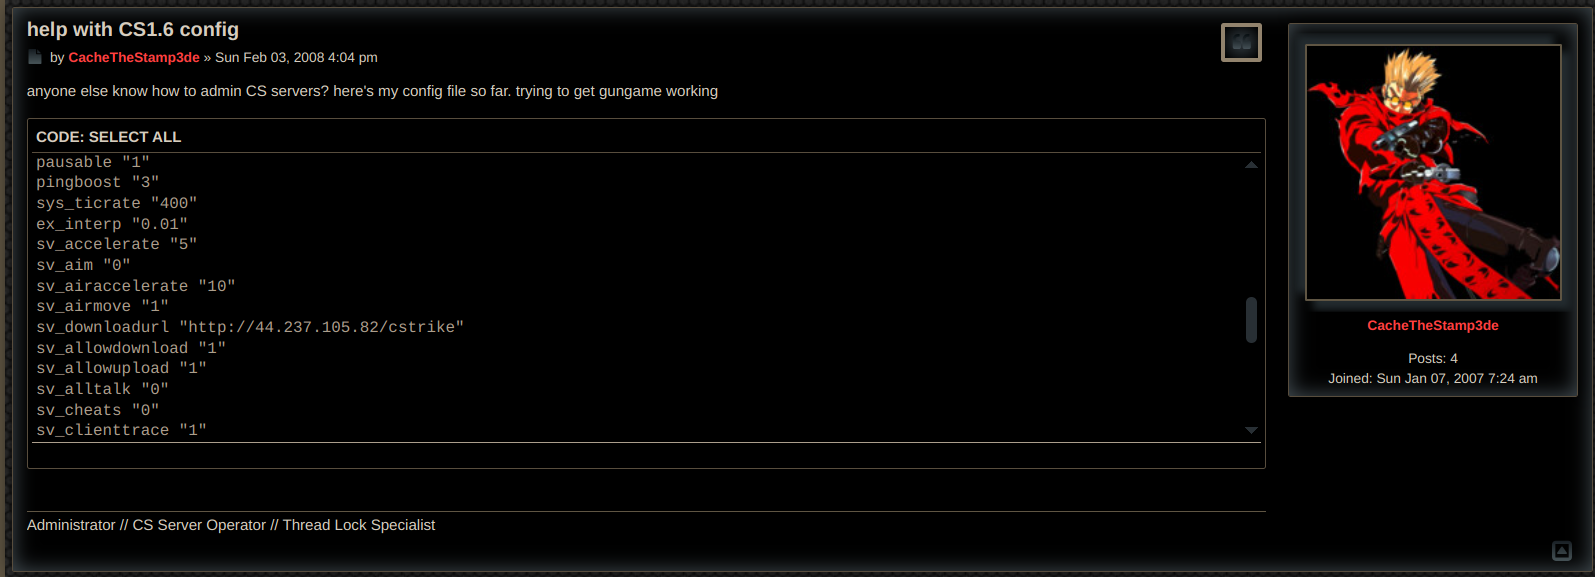 help with CS1.6 config
by CacheTheStamp3de » Sun Feb 03, 2008 4:04 pm
anyone else know how to admin CS servers? here's my config file so far. trying to get gungame working
CODE: SELECT ALL
pausable "1"
pingboost "3"
sys_ticrate "400"
ex_interp "0.01"
sv_accelerate "5"
sv_aim "0"
sv_airaccelerate "10"
sv_airmove "1"
sv_downloadurl "http://44.237.105.82/cstrike"
sv_allowdownload "1"
sv_allowupload "1"
sv_alltalk "0"
sv_cheats "0"
sv_clienttrace "1"
Administrator // CS Server Operator // Thread Lock Specialist
CacheTheStamp3de
Posts: 4
Joined: Sun Jan 07, 2007 7:24 am